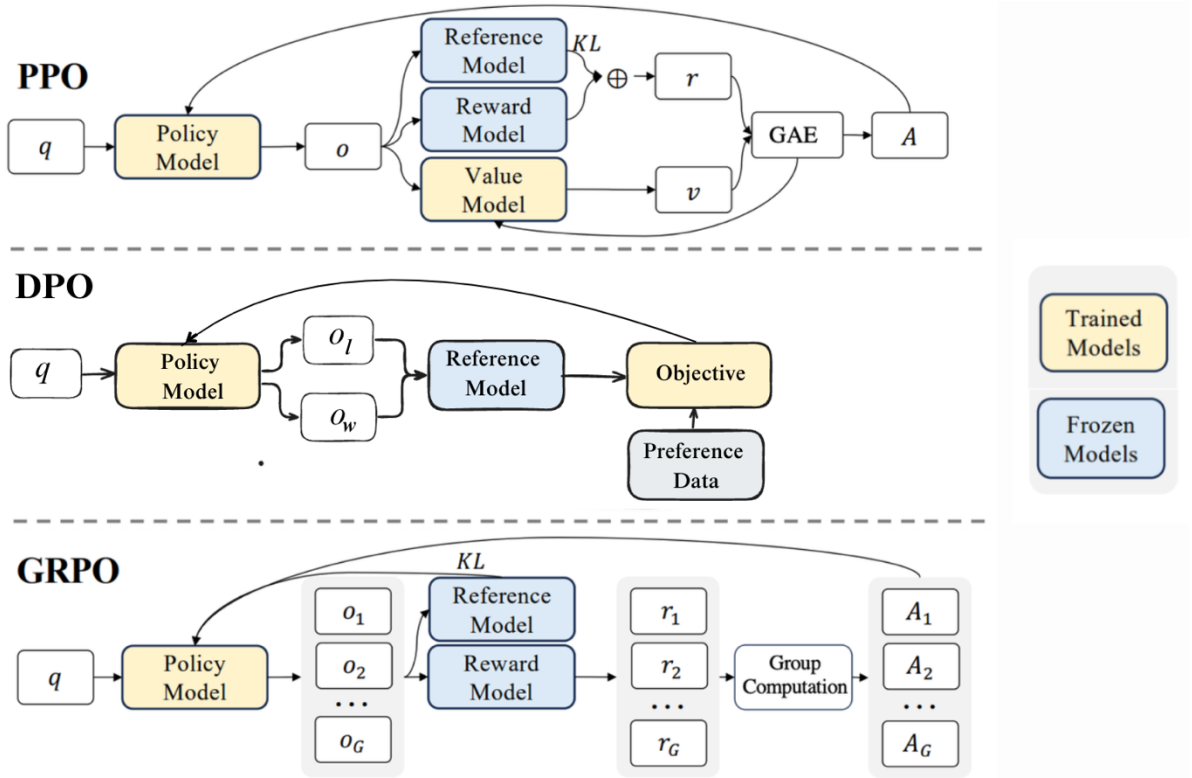 PPO
q
Policy
Model
o
Reference
Model
KL
Reward
Model
Value
Model
⊕
r
v
GAE
A
DPO
q
Policy
Model
o_l
o_w
Reference
Model
Objective
Preference
Data
Trained
Models
Frozen
Models
GRPO
q
Policy
Model
o_1
o_2
...
o_G
KL
Reference
Model
Reward
Model
r_1
r_2
...
r_G
Group
Computation
A_1
A_2
...
A_G